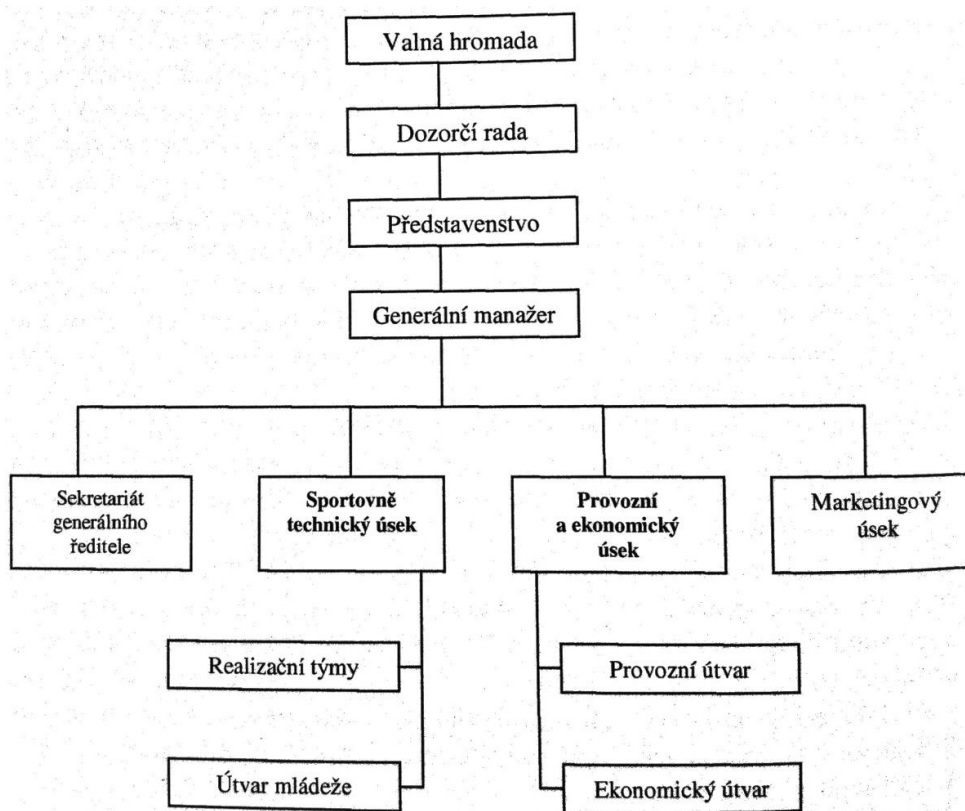 Valná hromada
Dozorčí rada
Představenstvo
Generální manažer
Sekretariát
generálního
ředitele
Sportovně
technický úsek
Provozní
a ekonomický
úsek
Marketingový
úsek
Realizační týmy
Provozní útvar
Útvar mládeže
Ekonomický útvar